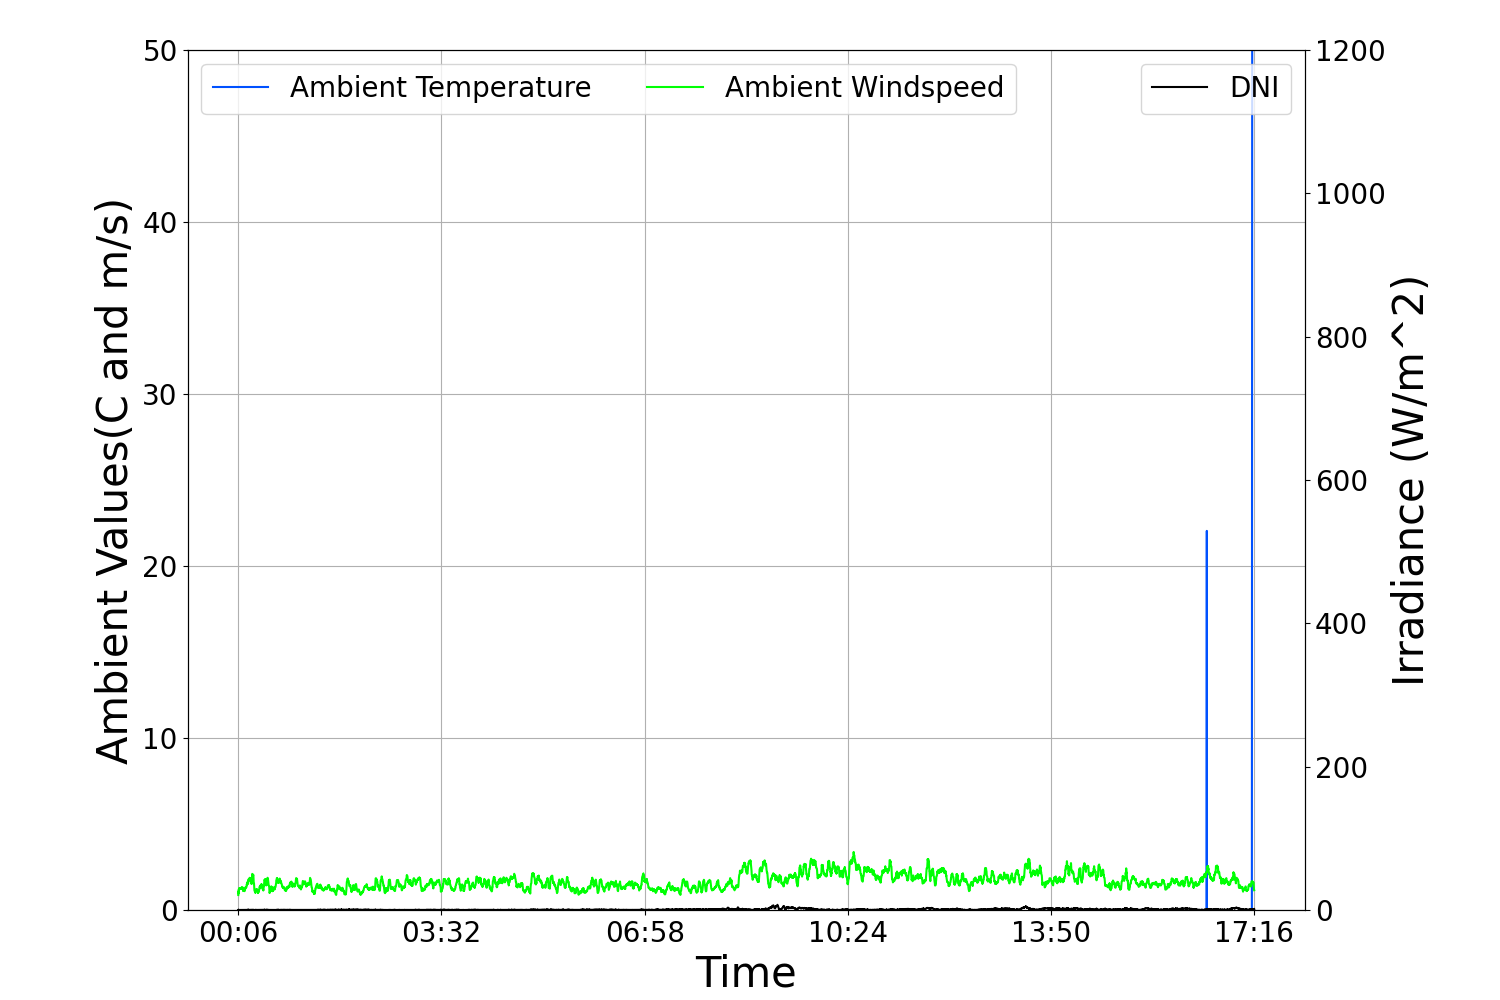 Ambient Temperature Ambient Windspeed DNI
Ambient Values(C and m/s)
50
40
30
20
10
0
1200
1000
800
600
400
200
0
Irradiance (W/m^2)
00:06 03:32 06:58 10:24 13:50 17:16
Time